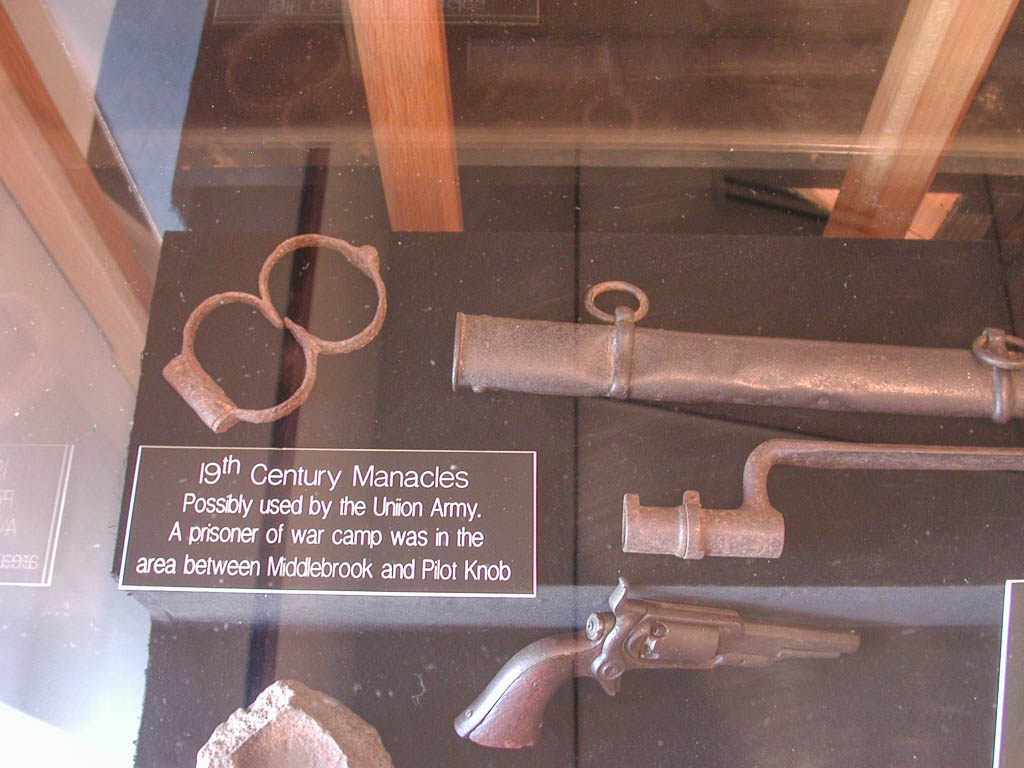 19th Century Manacles
Possibly used by the Uniion Army.
A prisoner of war camp was in the
area between Middlebrook and Pilot Knob